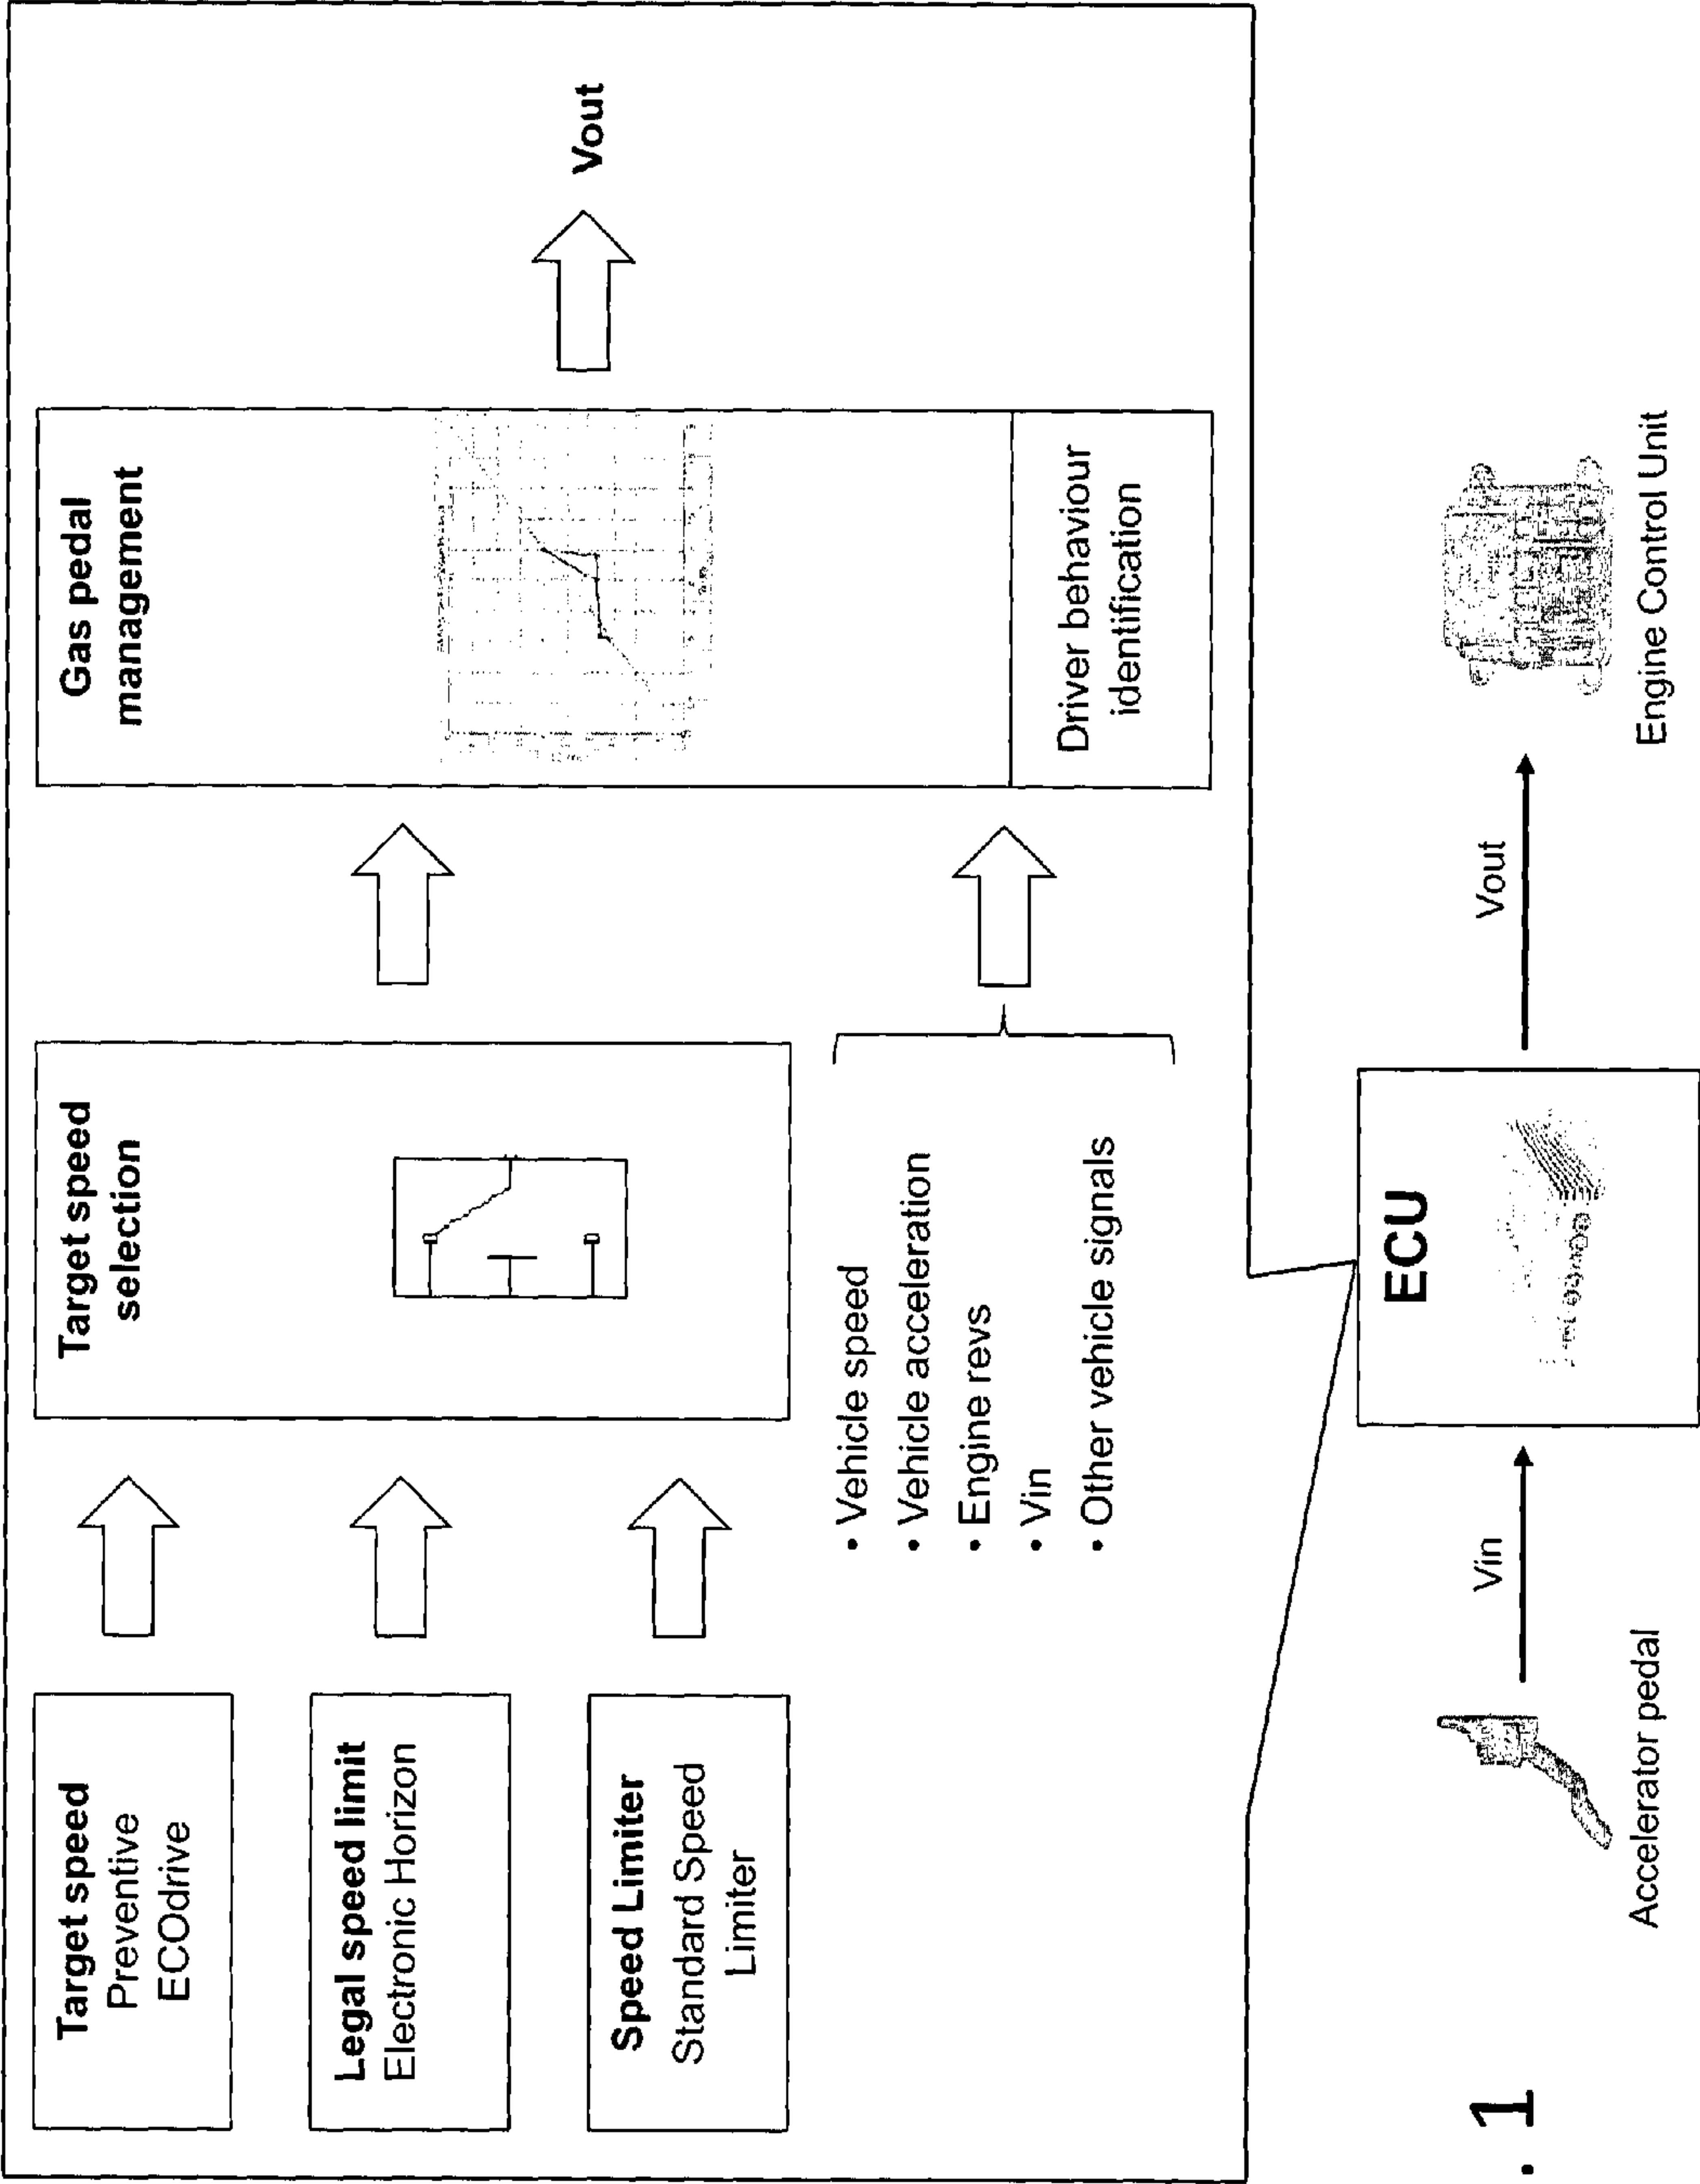 Target speed
Preventive
ECOdrive
Legal speed limit
Electronic Horizon
Speed Limiter
Standard Speed
Limiter
Target speed
selection
• Vehicle speed
• Vehicle acceleration
• Engine revs
• Vin
• Other vehicle signals
Gas pedal
management
Driver behaviour
identification
Vout
. 1
Accelerator pedal
Vin
ECU
Vout
Engine Control Unit